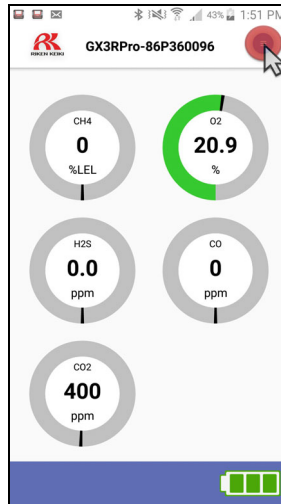 43% 1:51 PM
RIKEN KEIKI
GX3RPro-86P360096
CH4
0
%LEL
O2
20.9
%
H2S
0.0
ppm
CO
0
ppm
CO2
400
ppm